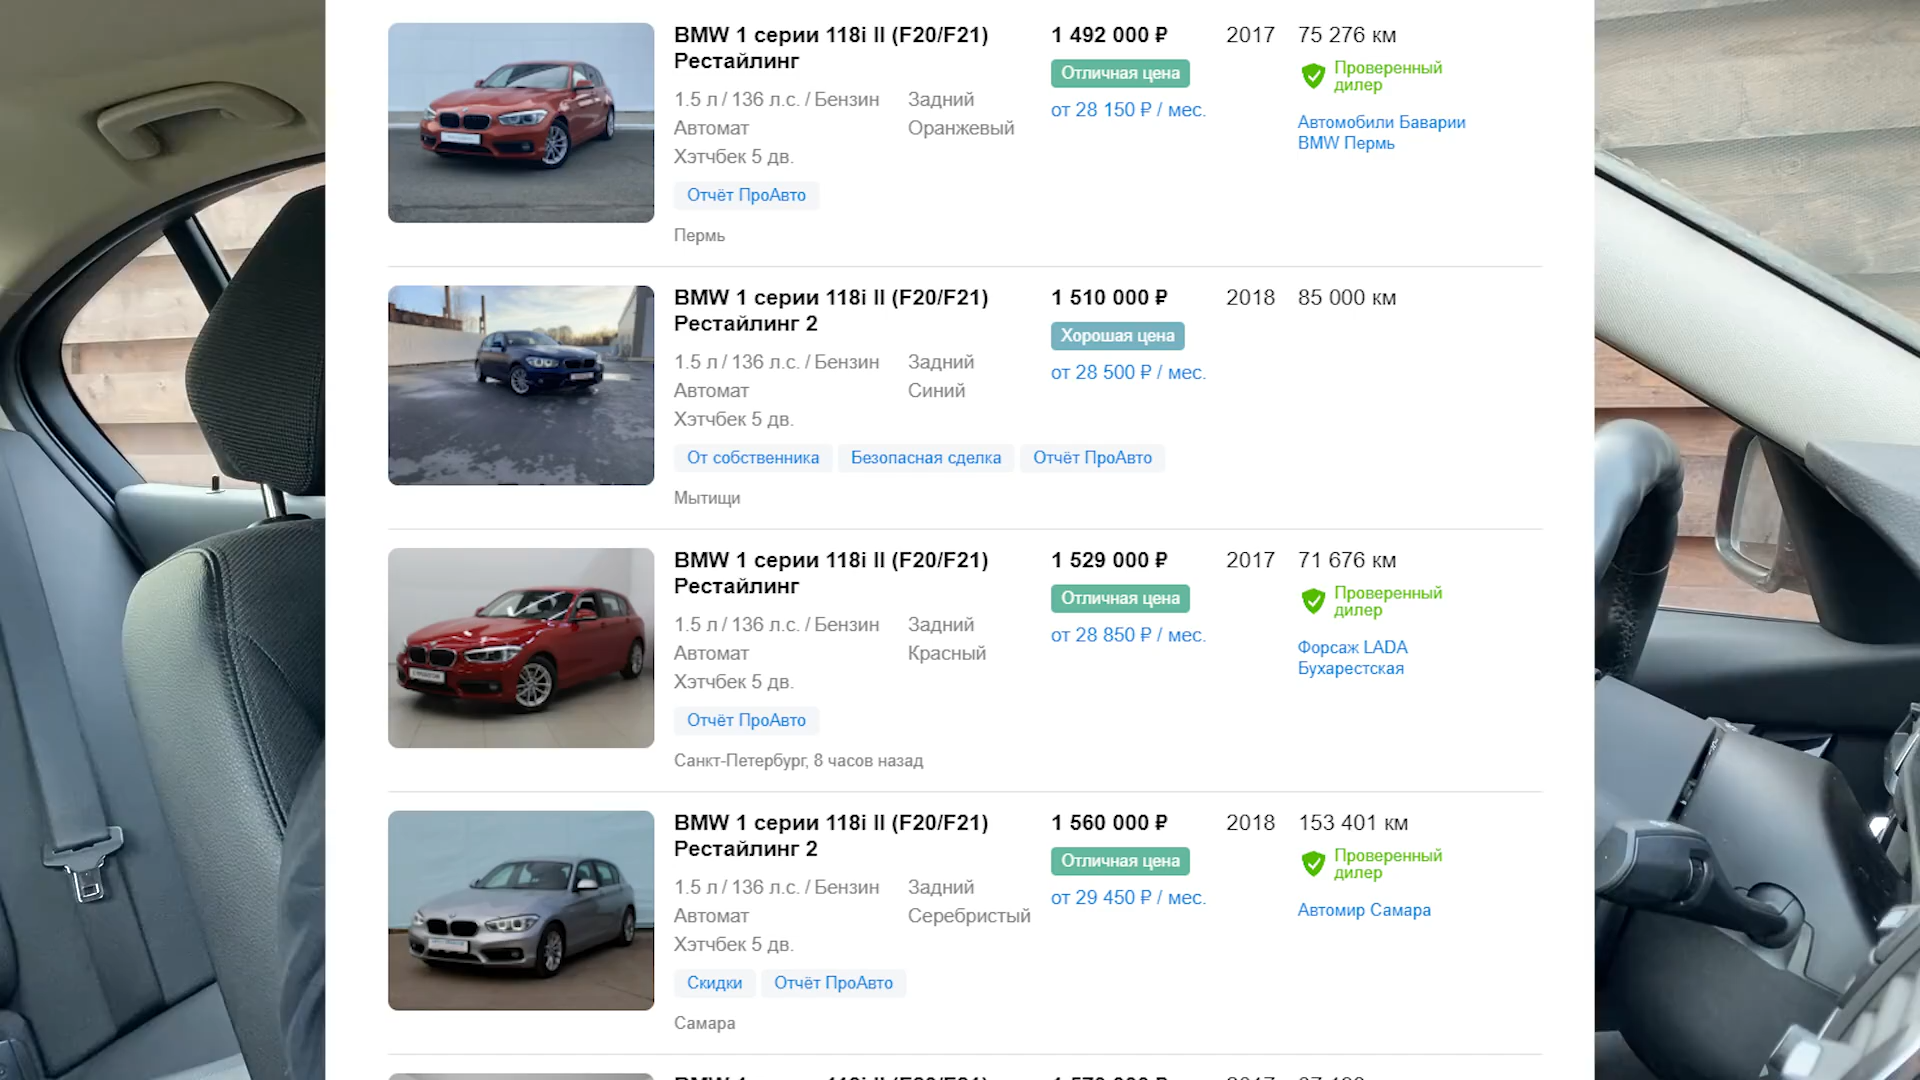 BMW 1 серии 118i II (F20/F21)
Рестайлинг
1 492 000 ₽
2017
75 276 км
Отличная цена
Проверенный
дилер
1.5 л / 136 л.с. / Бензин
Задний
от 28 150 ₽ / мес.
Автомат
Оранжевый
Автомобили Баварии
BMW Пермь
Хэтчбек 5 дв.
Отчёт ПроАвто
Пермь
BMW 1 серии 118i II (F20/F21)
Рестайлинг 2
1 510 000 ₽
2018
85 000 км
Хорошая цена
1.5 л / 136 л.с. / Бензин
Задний
от 28 500 ₽ / мес.
Автомат
Синий
Хэтчбек 5 дв.
От собственника
Безопасная сделка
Отчёт ПроАвто
Мытищи
BMW 1 серии 118i II (F20/F21)
Рестайлинг
1 529 000 ₽
2017
71 676 км
Отличная цена
Проверенный
дилер
1.5 л / 136 л.с. / Бензин
Задний
от 28 850 ₽ / мес.
Автомат
Красный
Форсаж LADA
Бухарестская
Хэтчбек 5 дв.
Отчёт ПроАвто
Санкт-Петербург, 8 часов назад
BMW 1 серии 118i II (F20/F21)
Рестайлинг 2
1 560 000 ₽
2018
153 401 км
Отличная цена
Проверенный
дилер
1.5 л / 136 л.с. / Бензин
Задний
от 29 450 ₽ / мес.
Автомат
Серебристый
Автомир Самара
Хэтчбек 5 дв.
Скидки
Отчёт ПроАвто
Самара